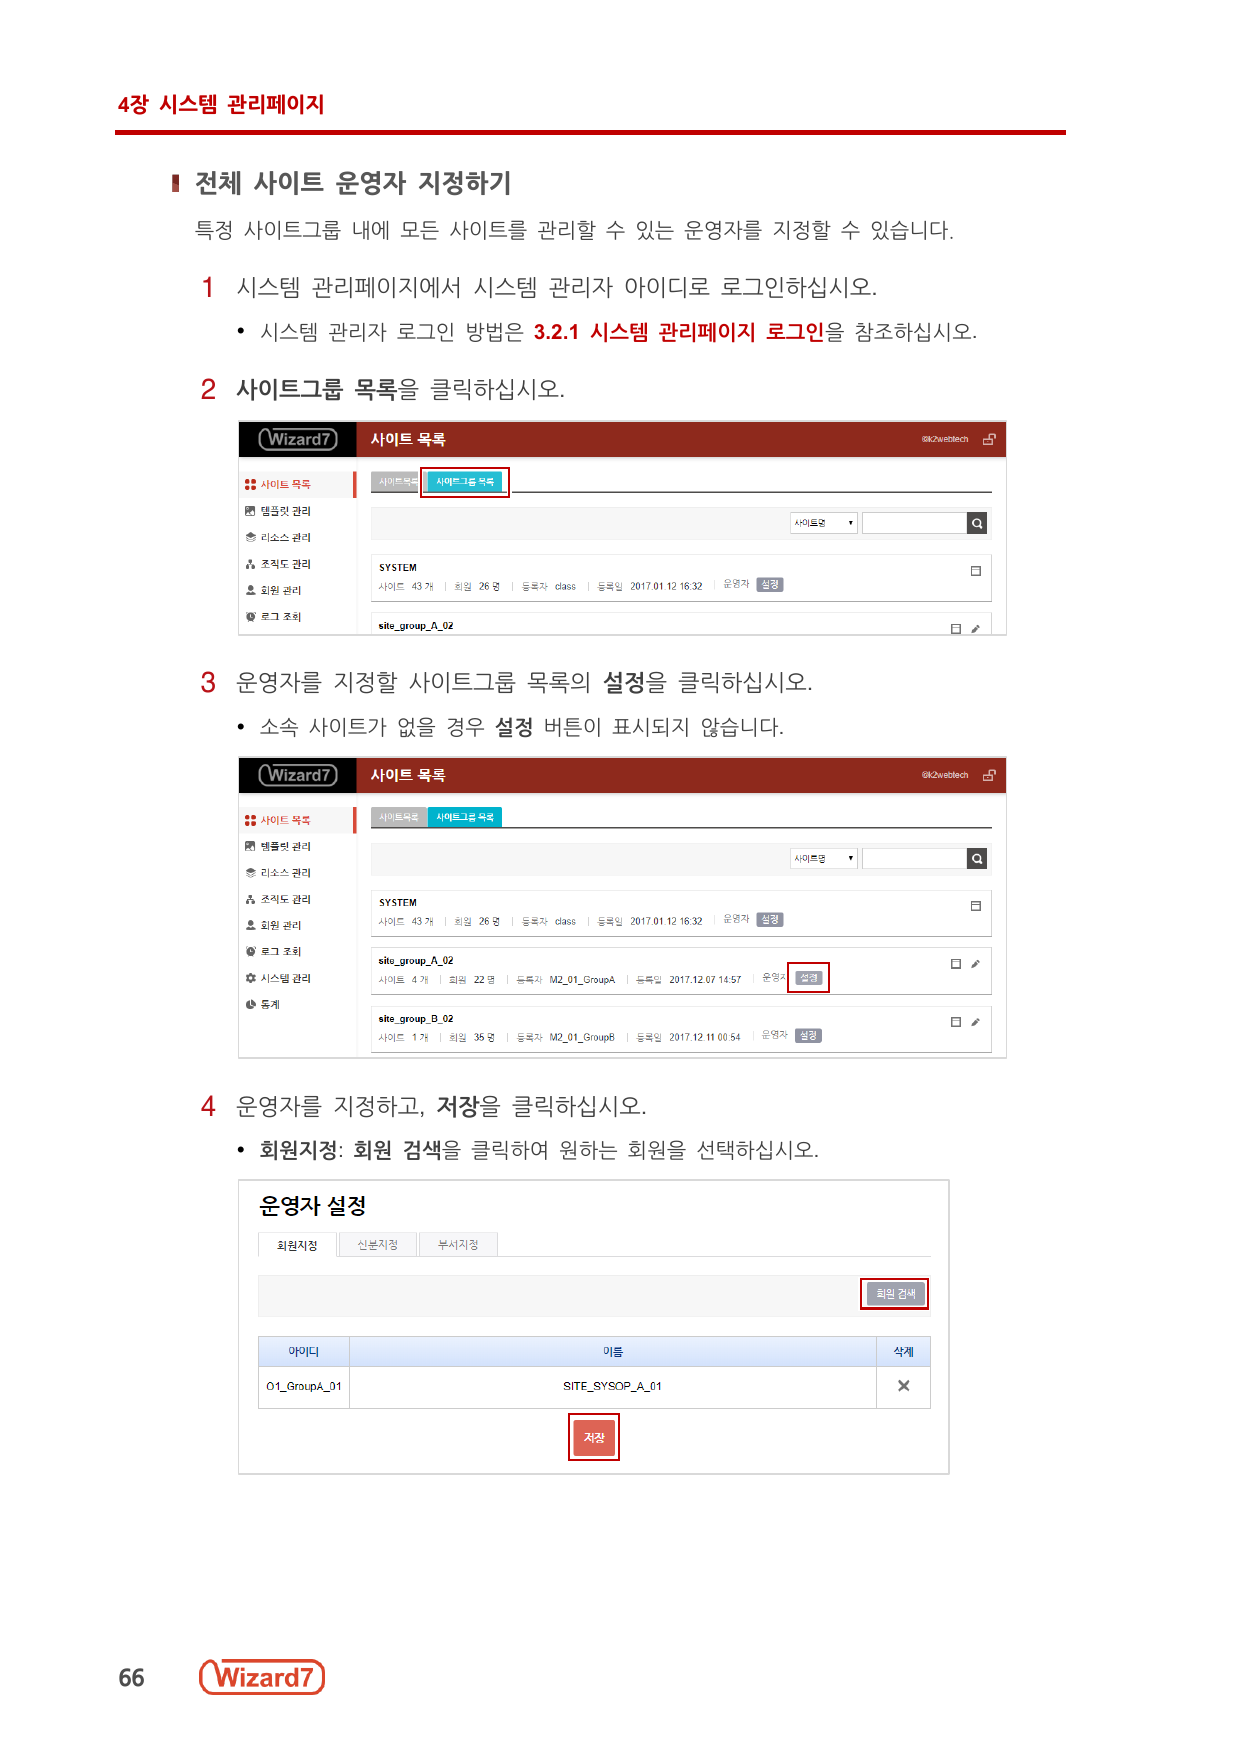 4장 시스템 관리페이지
전체 사이트 운영자 지정하기
특정 사이트그룹 내에 모든 사이트를 관리할 수 있는 운영자를 지정할 수 있습니다.
1 시스템 관리페이지에서 시스템 관리자 아이디로 로그인하십시오.
• 시스템 관리자 로그인 방법은 3.2.1 시스템 관리페이지 로그인을 참조하십시오.
2 사이트그룹 목록을 클릭하십시오.
Wizard7 사이트 목록 @k2webtech
사이트 목록 사이트목록 사이트그룹 목록
템플릿 관리 사이트명
리소스 관리
조직도 관리 SYSTEM
회원 관리 사이트 43 개 회원 26 명 등록자 class 등록일 2017.01.12 16:32 운영자 설정
로그 조회 site_group_A_02
3 운영자를 지정할 사이트그룹 목록의 설정을 클릭하십시오.
• 소속 사이트가 없을 경우 설정 버튼이 표시되지 않습니다.
Wizard7 사이트 목록 @k2webtech
사이트 목록 사이트목록 사이트그룹 목록
템플릿 관리 사이트명
리소스 관리
조직도 관리 SYSTEM
회원 관리 사이트 43 개 회원 26 명 등록자 class 등록일 2017.01.12 16:32 운영자 설정
로그 조회 site_group_A_02
시스템 관리 사이트 4 개 회원 22 명 등록자 M2_01_GroupA 등록일 2017.12.07 14:57 운영자 설정
통계 site_group_B_02
사이트 1 개 회원 35 명 등록자 M2_01_GroupB 등록일 2017.12.11 00:54 운영자 설정
4 운영자를 지정하고, 저장을 클릭하십시오.
• 회원지정: 회원 검색을 클릭하여 원하는 회원을 선택하십시오.
운영자 설정
회원지정 신분지정 부서지정
회원 검색
아이디 이름 삭제
O1_GroupA_01 SITE_SYSOP_A_01
저장
66 Wizard7